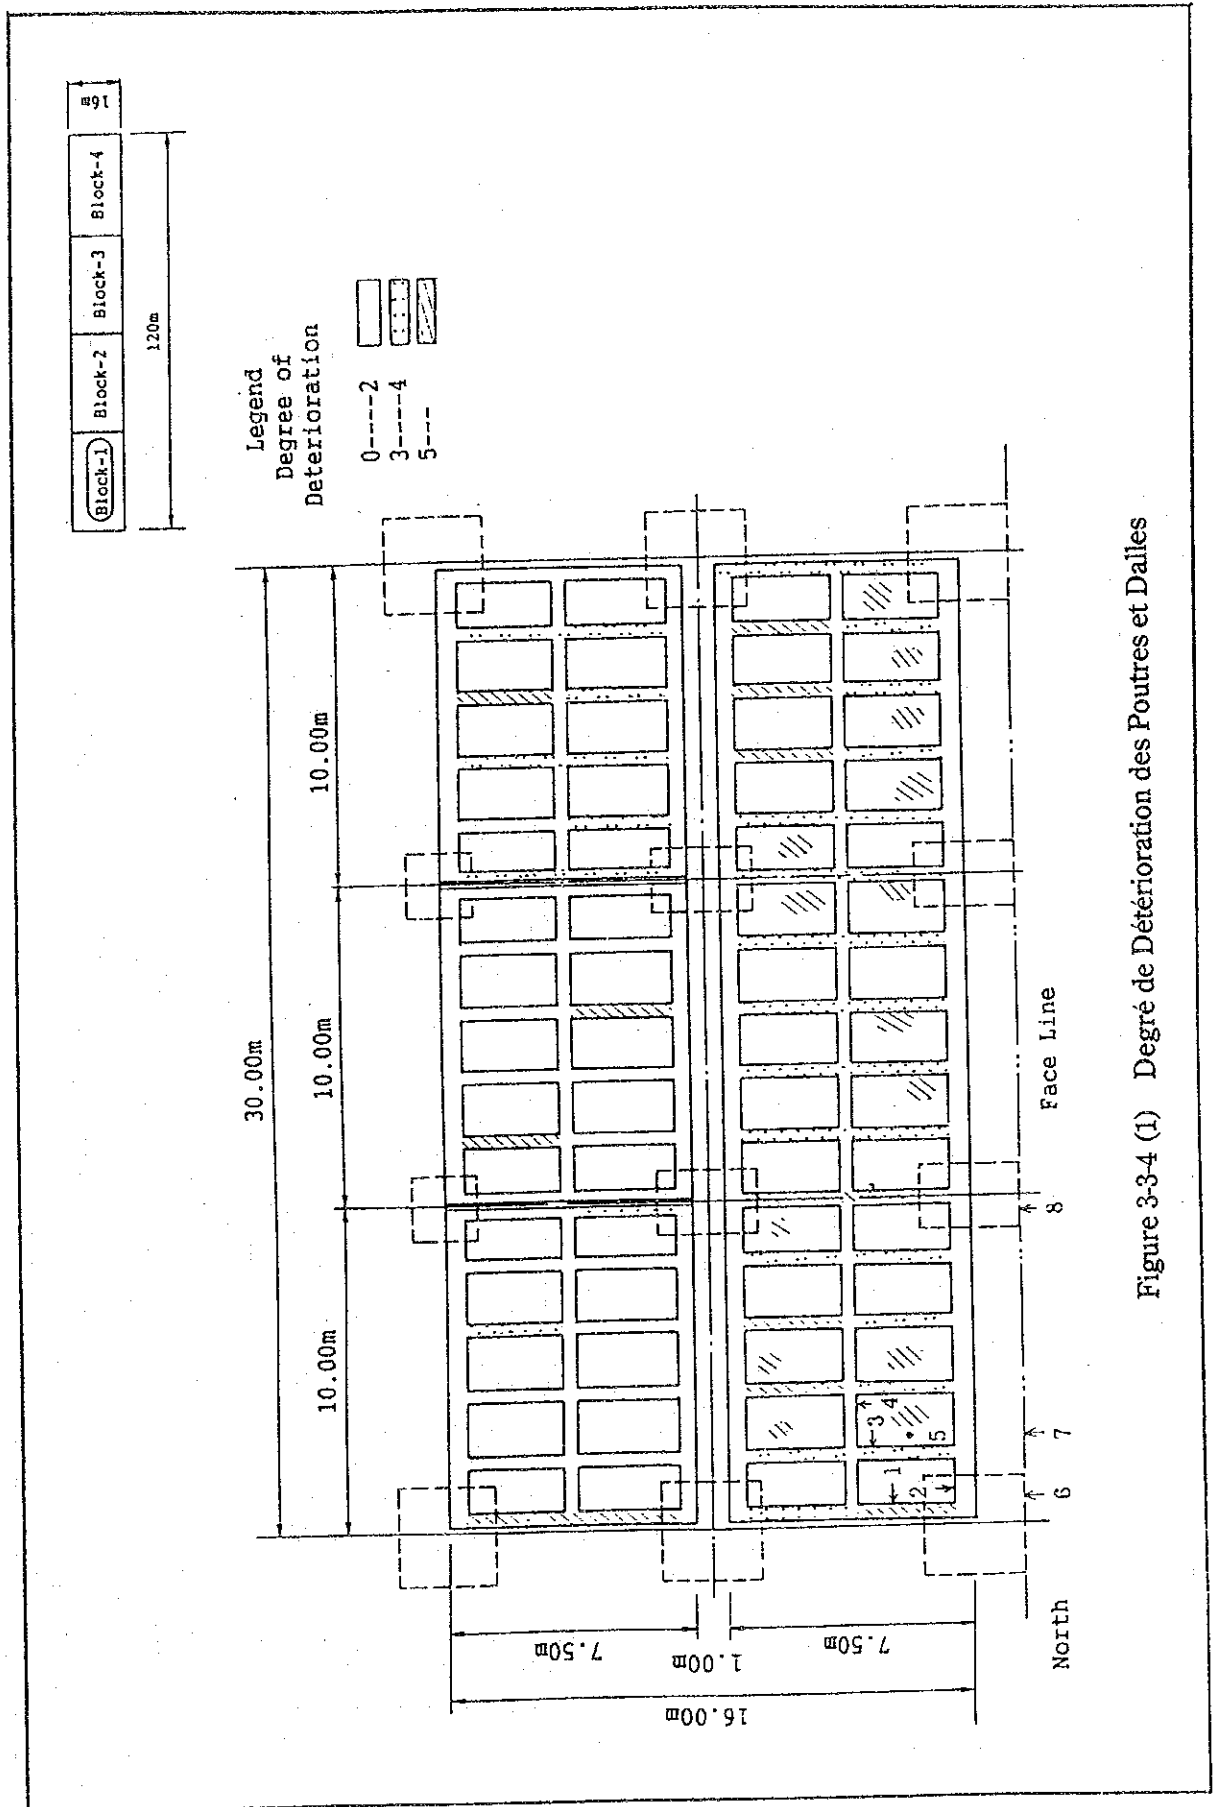 Block-1 Block-2 Block-3 Block-4
16m
120m
Legend
Degree of
Deterioration
0----2
3----4
5---
30.00m
10.00m 10.00m 10.00m
7.50m
1.00m
7.50m
16.00m
1
2
3
4
5
6 7 8
North
Face Line
Figure 3-3-4 (1) Degré de Détérioration des Poutres et Dalles